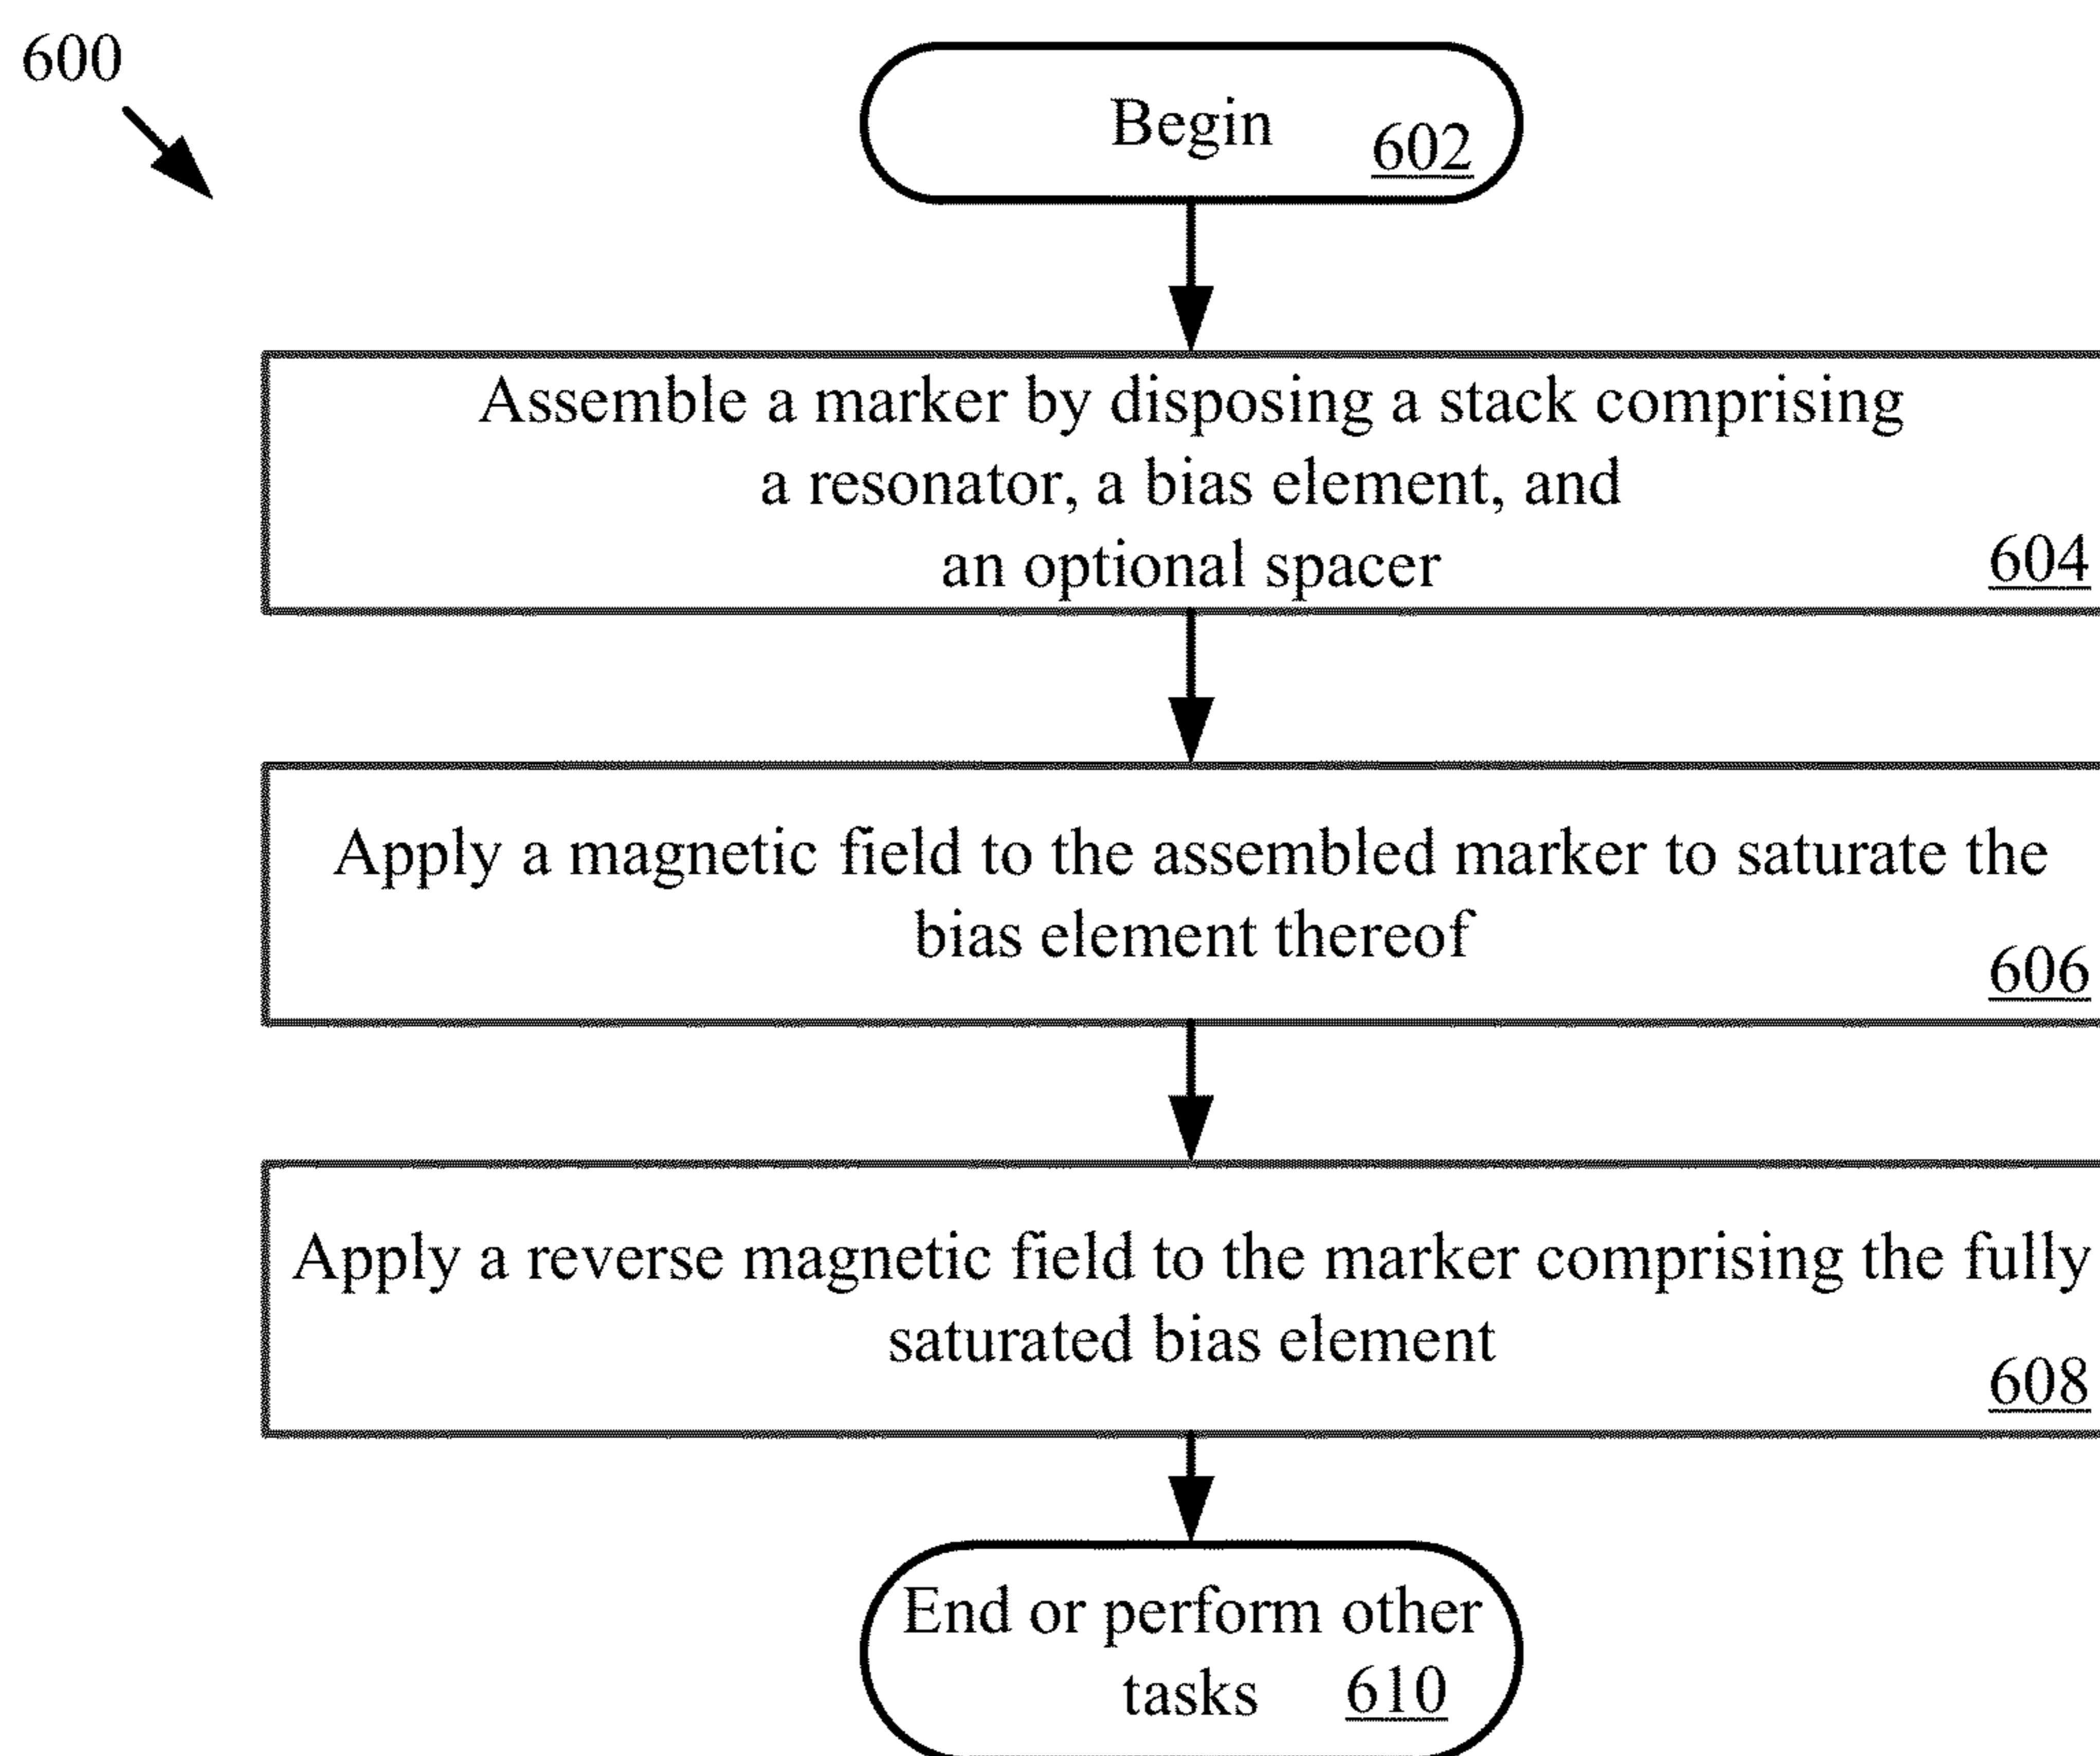 600
Begin 602
Assemble a marker by disposing a stack comprising
a resonator, a bias element, and
an optional spacer
604
Apply a magnetic field to the assembled marker to saturate the
bias element thereof
606
Apply a reverse magnetic field to the marker comprising the fully
saturated bias element
608
End or perform other
tasks 610